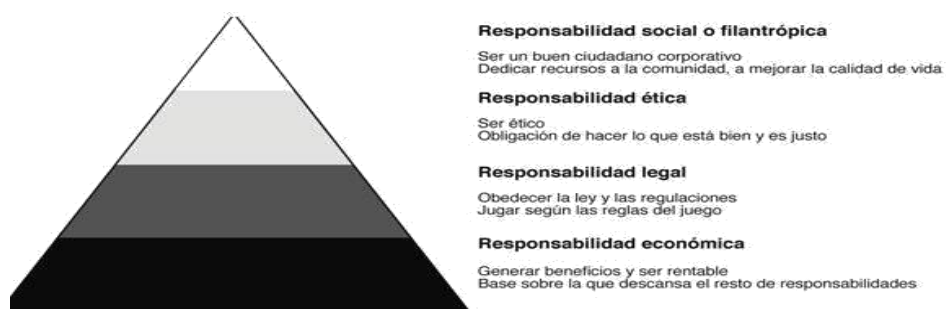 Responsabilidad social o filantrópica
Ser un buen ciudadano corporativo
Dedicar recursos a la comunidad, a mejorar la calidad de vida
Responsabilidad ética
Ser ético
Obligación de hacer lo que está bien y es justo
Responsabilidad legal
Obedecer la ley y las regulaciones
Jugar según las reglas del juego
Responsabilidad económica
Generar beneficios y ser rentable
Base sobre la que descansa el resto de responsabilidades